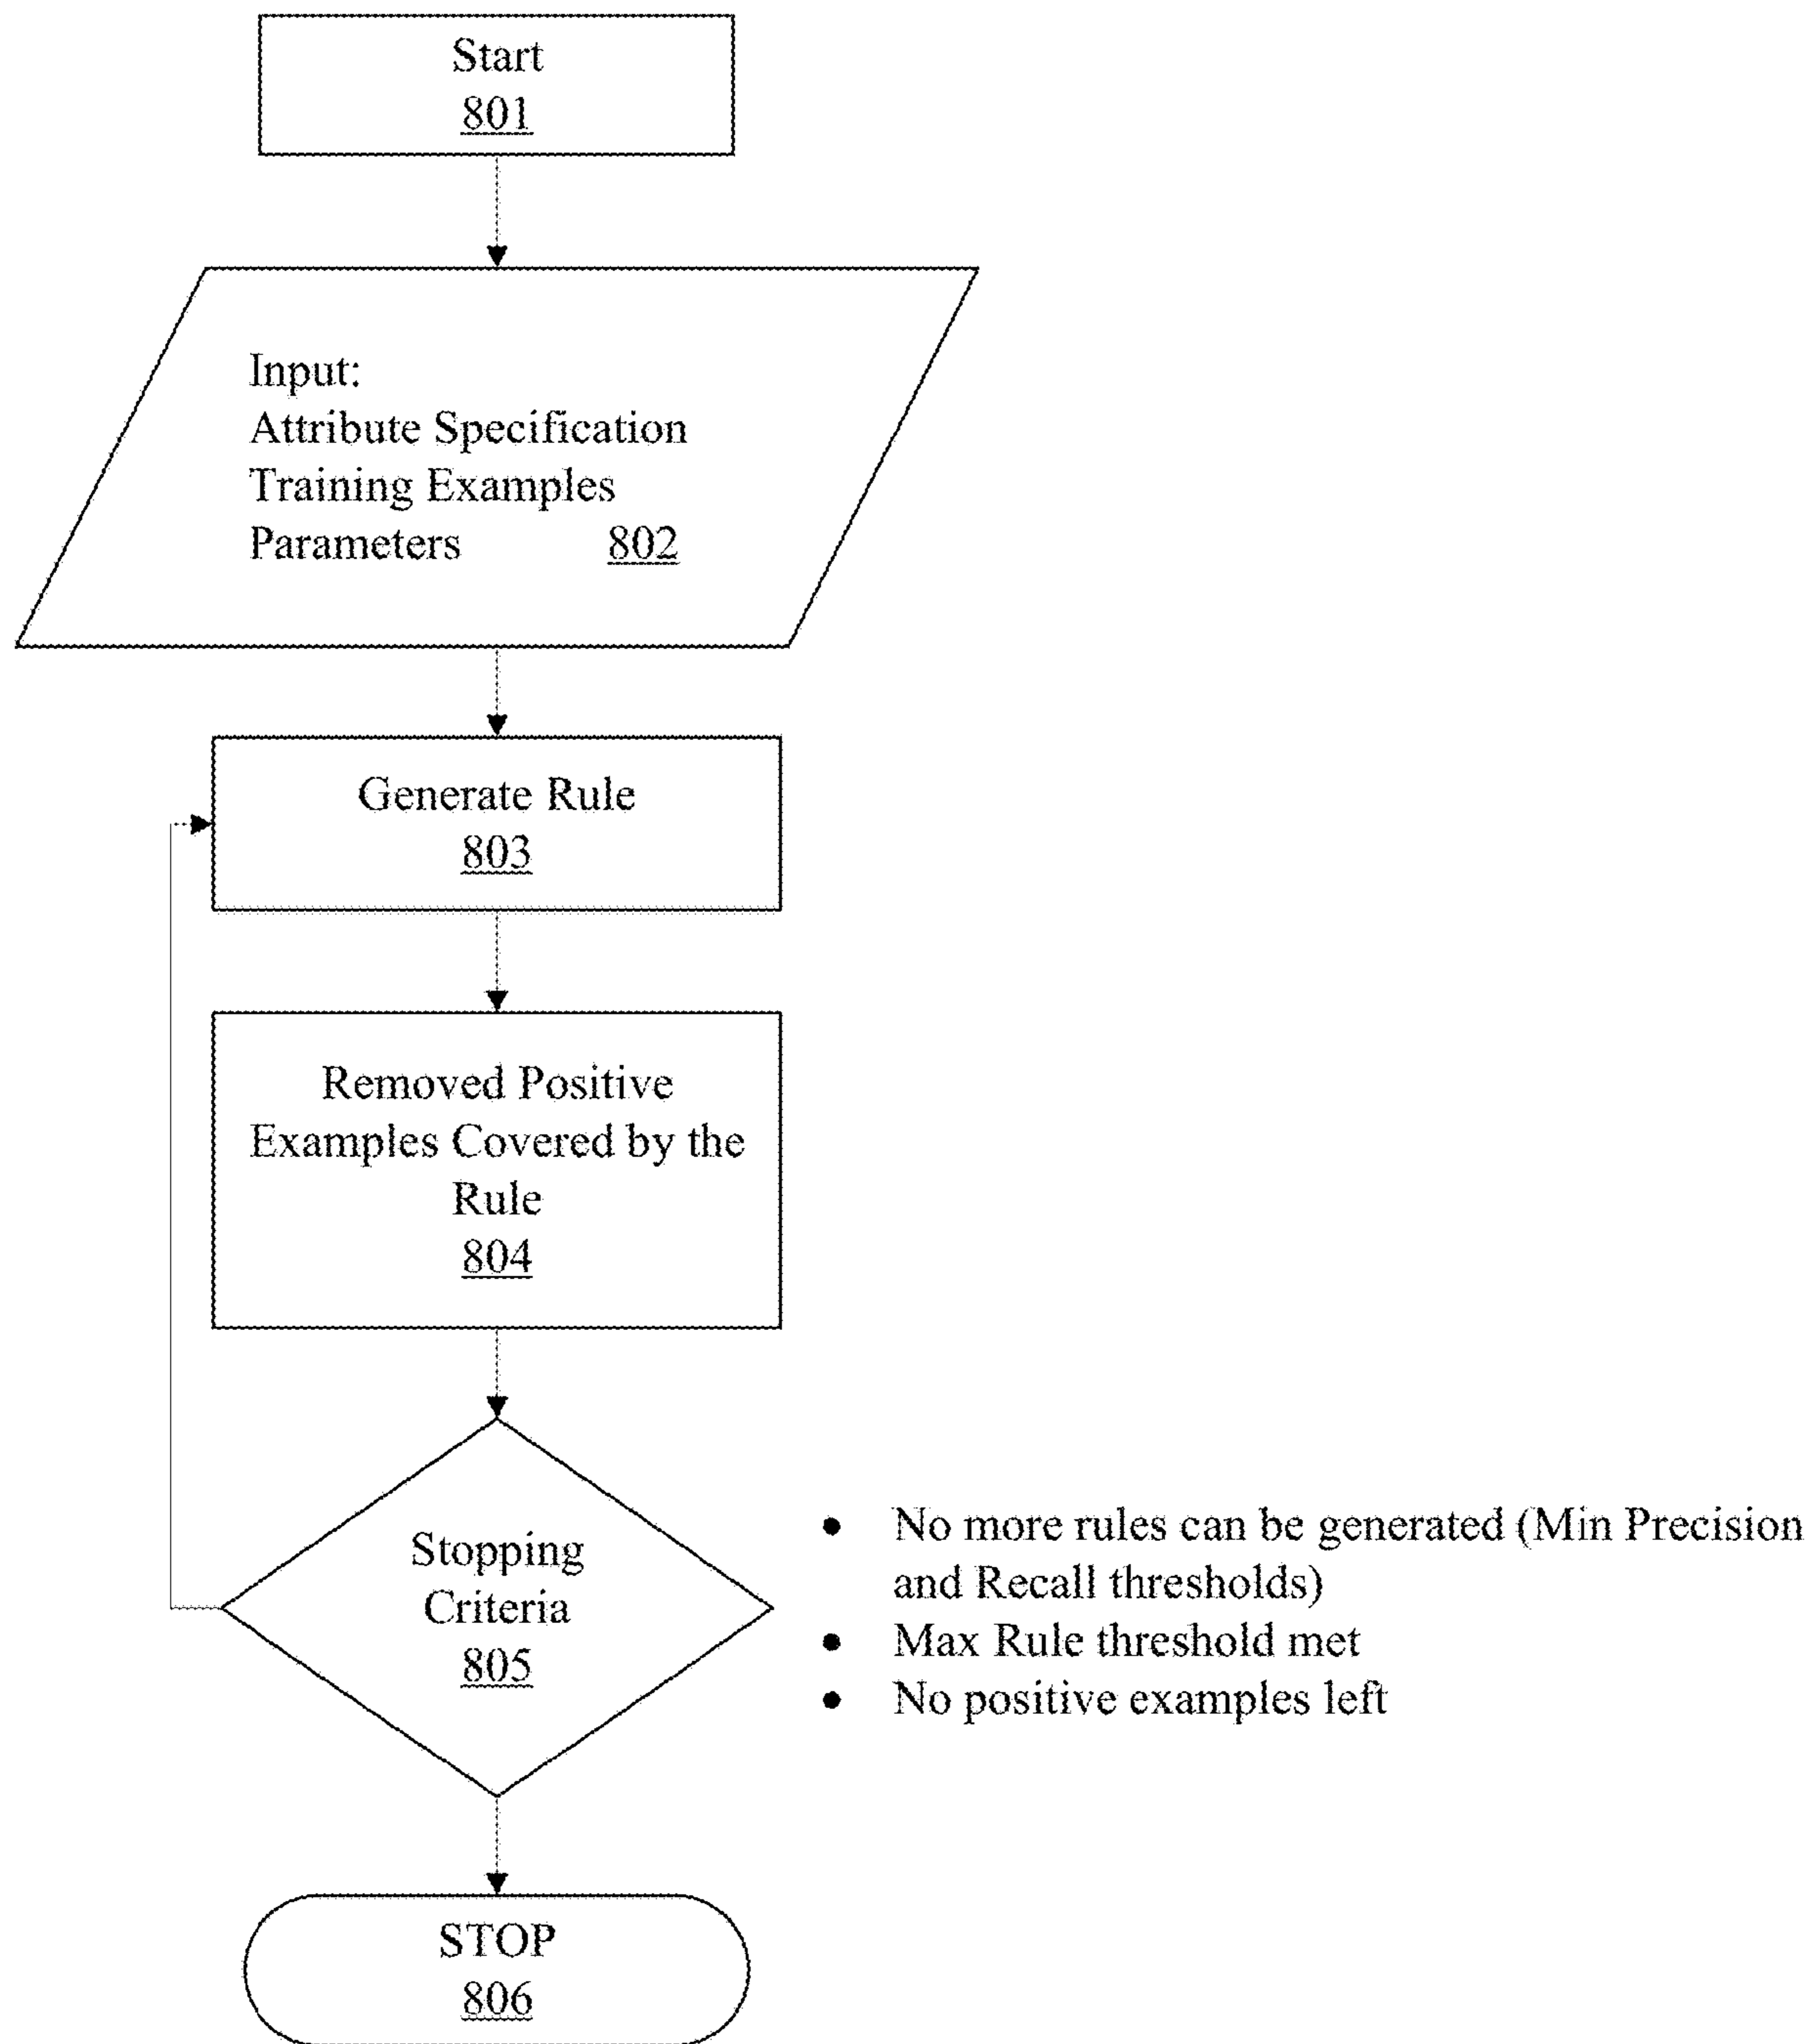 Start
801
Input:
Attribute Specification
Training Examples
Parameters 802
Generate Rule
803
Removed Positive
Examples Covered by the
Rule
804
Stopping
Criteria
805
• No more rules can be generated (Min Precision
and Recall thresholds)
• Max Rule threshold met
• No positive examples left
STOP
806